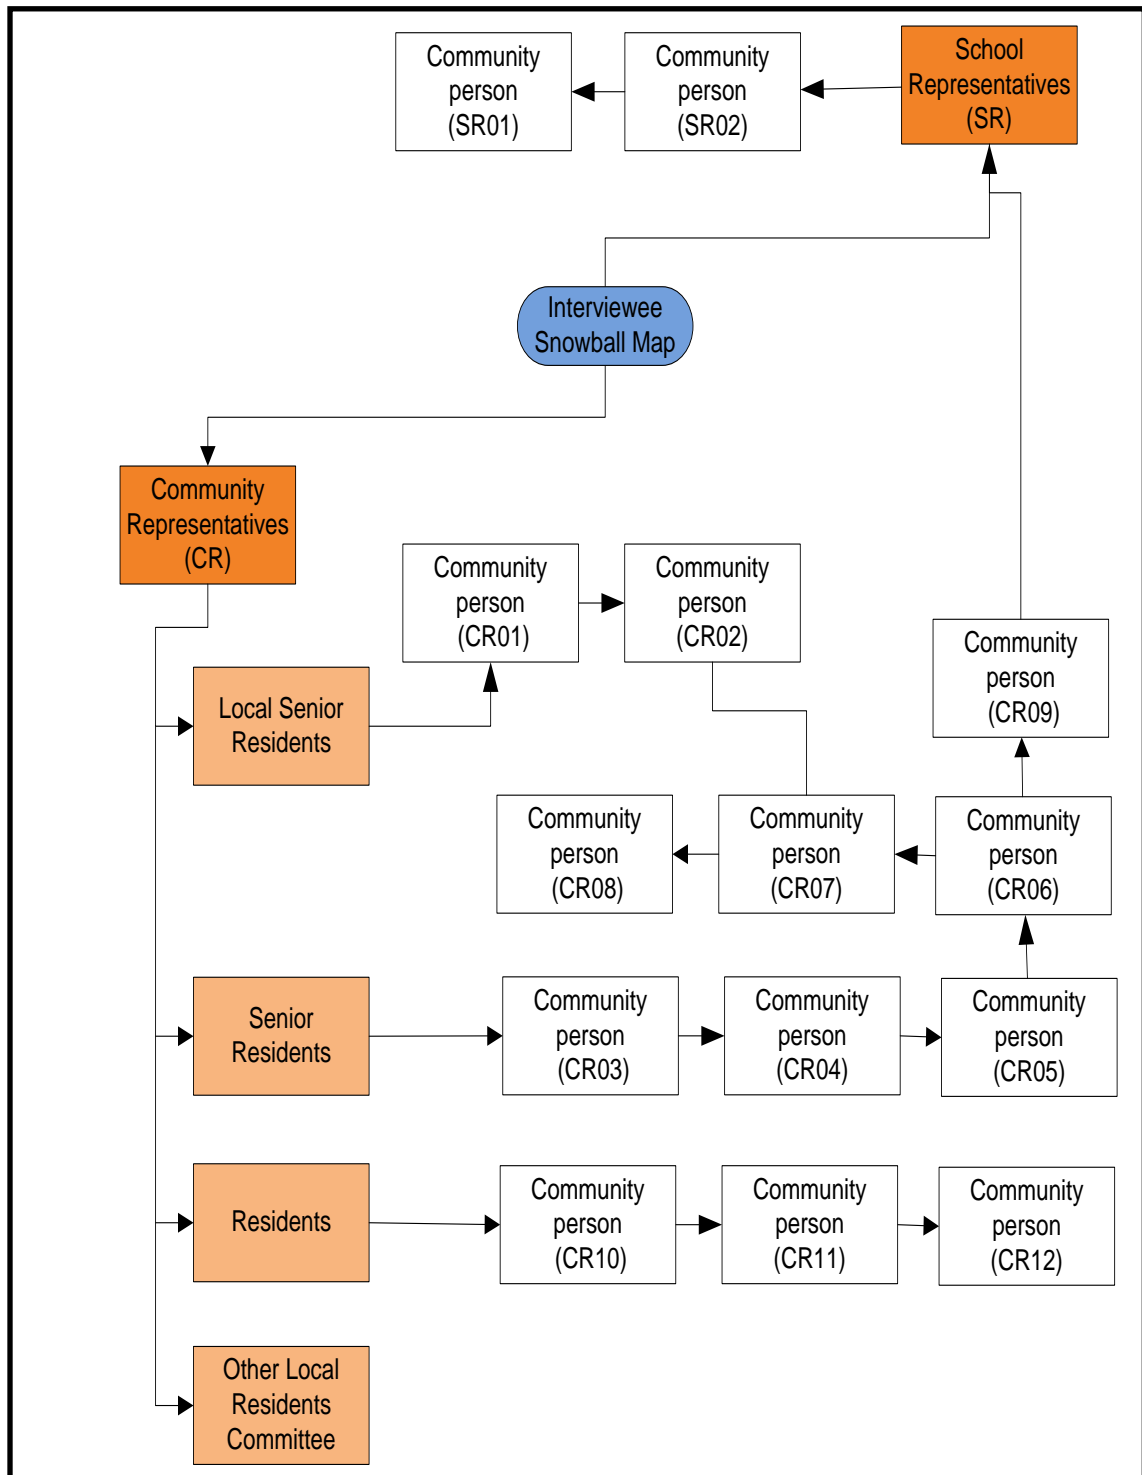 Community
person
(SR01)
Community
person
(SR02)
School
Representatives
(SR)
Interviewee
Snowball Map
Community
Representatives
(CR)
Community
person
(CR01)
Community
person
(CR02)
Local Senior
Residents
Community
person
(CR09)
Community
person
(CR08)
Community
person
(CR07)
Community
person
(CR06)
Senior
Residents
Community
person
(CR03)
Community
person
(CR04)
Community
person
(CR05)
Residents
Community
person
(CR10)
Community
person
(CR11)
Community
person
(CR12)
Other Local
Residents
Committee